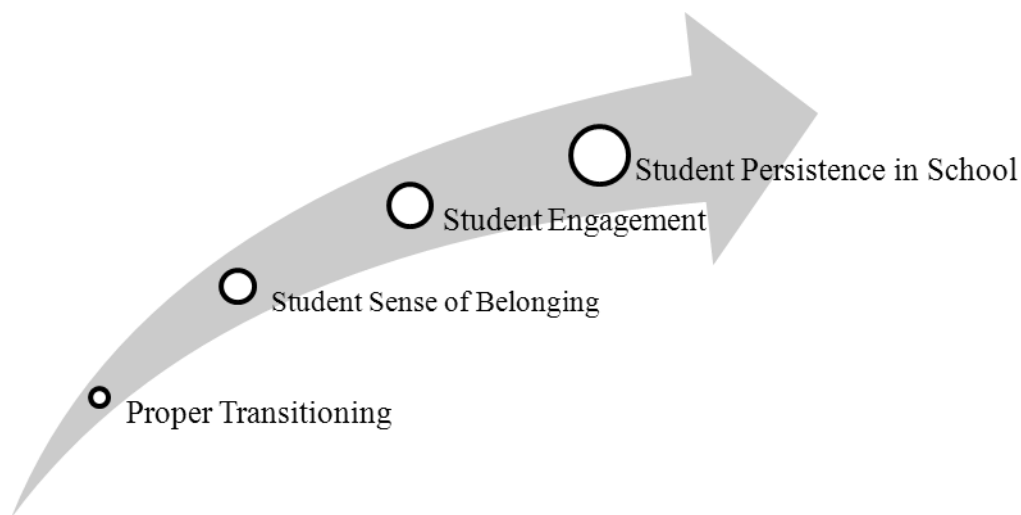 Student Persistence in School
Student Engagement
Student Sense of Belonging
Proper Transitioning